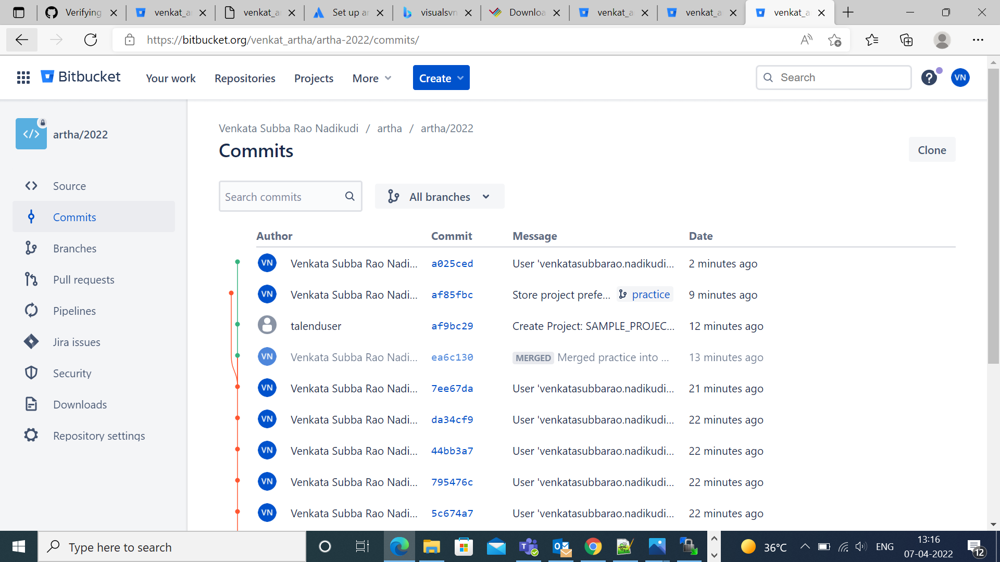 Verifying
venkat_a
venkat_a
Set up an
visualsvn
Downloa
venkat_a
venkat_a
venkat_a
https://bitbucket.org/venkat_artha/artha-2022/commits/
Bitbucket
Your work
Repositories
Projects
More
Create
Search
VN
artha/2022
Source
Commits
Branches
Pull requests
Pipelines
Jira issues
Security
Downloads
Repository settings
Venkata Subba Rao Nadikudi / artha / artha/2022
Commits
Clone
Search commits
All branches
Author Commit Message Date
VN Venkata Subba Rao Nadi... a025ced User 'venkatasubbarao.nadikudi... 2 minutes ago
VN Venkata Subba Rao Nadi... af85fbc Store project prefe... practice 9 minutes ago
talenduser af9bc29 Create Project: SAMPLE_PROJEC... 12 minutes ago
VN Venkata Subba Rao Nadi... ea6c130 MERGED Merged practice into ... 13 minutes ago
VN Venkata Subba Rao Nadi... 7ee67da User 'venkatasubbarao.nadikudi... 21 minutes ago
VN Venkata Subba Rao Nadi... da34cf9 User 'venkatasubbarao.nadikudi... 22 minutes ago
VN Venkata Subba Rao Nadi... 44bb3a7 User 'venkatasubbarao.nadikudi... 22 minutes ago
VN Venkata Subba Rao Nadi... 795476c User 'venkatasubbarao.nadikudi... 22 minutes ago
VN Venkata Subba Rao Nadi... 5c674a7 User 'venkatasubbarao.nadikudi... 22 minutes ago
Type here to search
36°C
ENG
13:16
07-04-2022
12